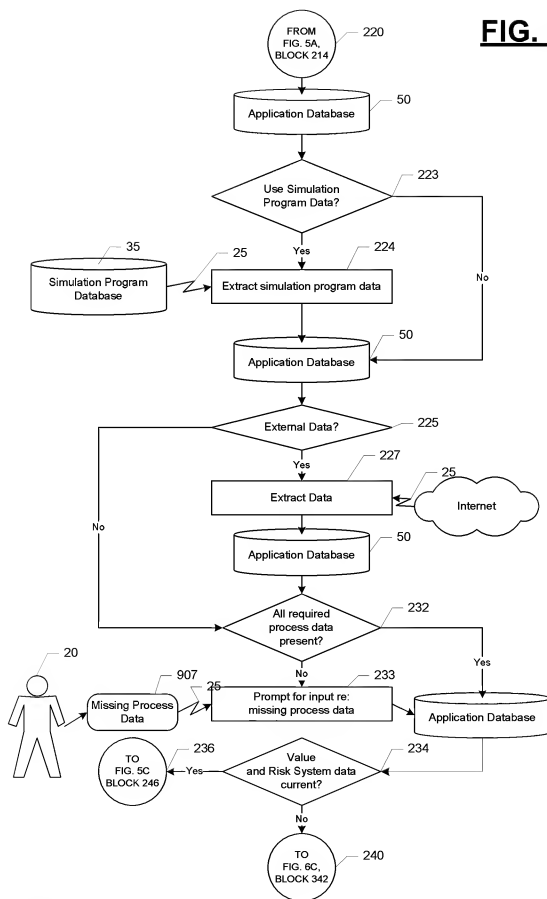 FIG.
FROM
FIG. 5A,
BLOCK 214
220
50
Application Database
Use Simulation
Program Data?
223
Yes
No
35
25
224
Simulation Program
Database
Extract simulation program data
50
Application Database
External Data?
225
Yes
227
25
Extract Data
Internet
No
50
Application Database
All required
process data
present?
232
20
No
Yes
907
25
233
Missing Process
Data
Prompt for input re:
missing process data
Application Database
236
234
TO
FIG. 5C
BLOCK 246
Yes
Value
and Risk System data
current?
No
TO
FIG. 6C,
BLOCK 342
240